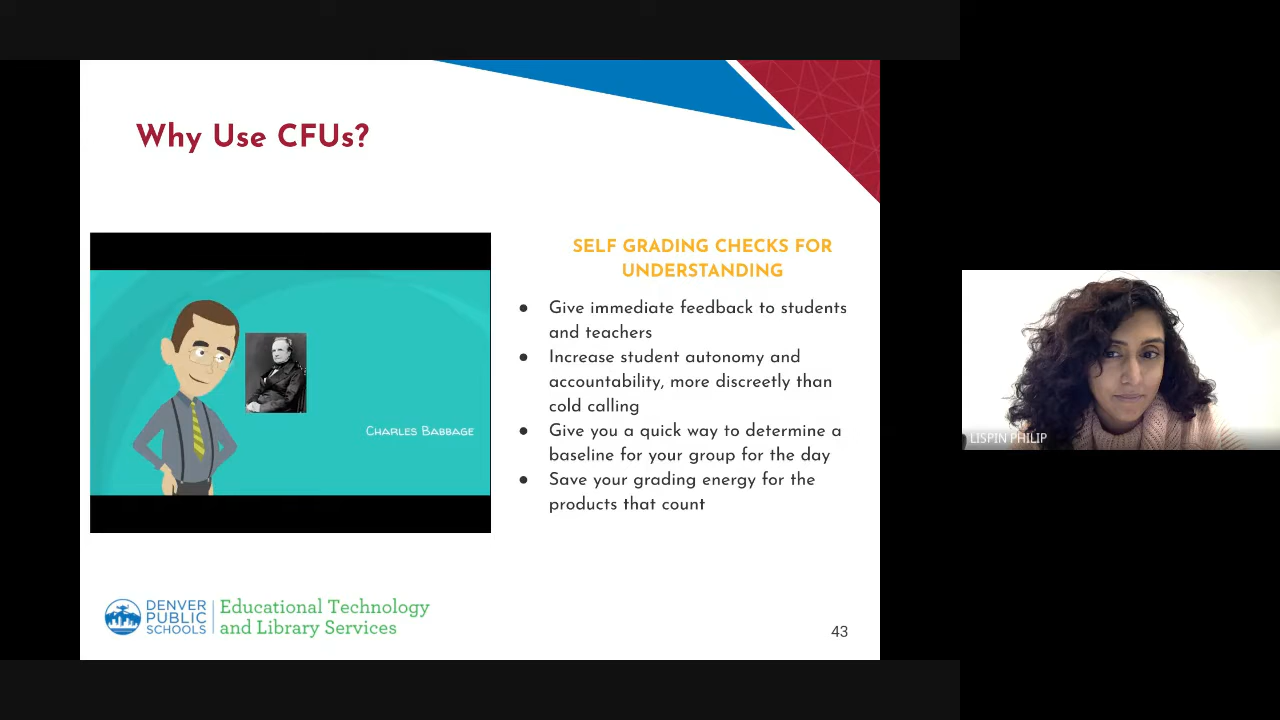 Why Use CFUs?
SELF GRADING CHECKS FOR
UNDERSTANDING
● Give immediate feedback to students
and teachers
● Increase student autonomy and
accountability, more discreetly than
cold calling
● Give you a quick way to determine a
baseline for your group for the day
● Save your grading energy for the
products that count
Charles Babbage
LISPIN PHILIP
DENVER
PUBLIC
SCHOOLS
Educational Technology
and Library Services
43